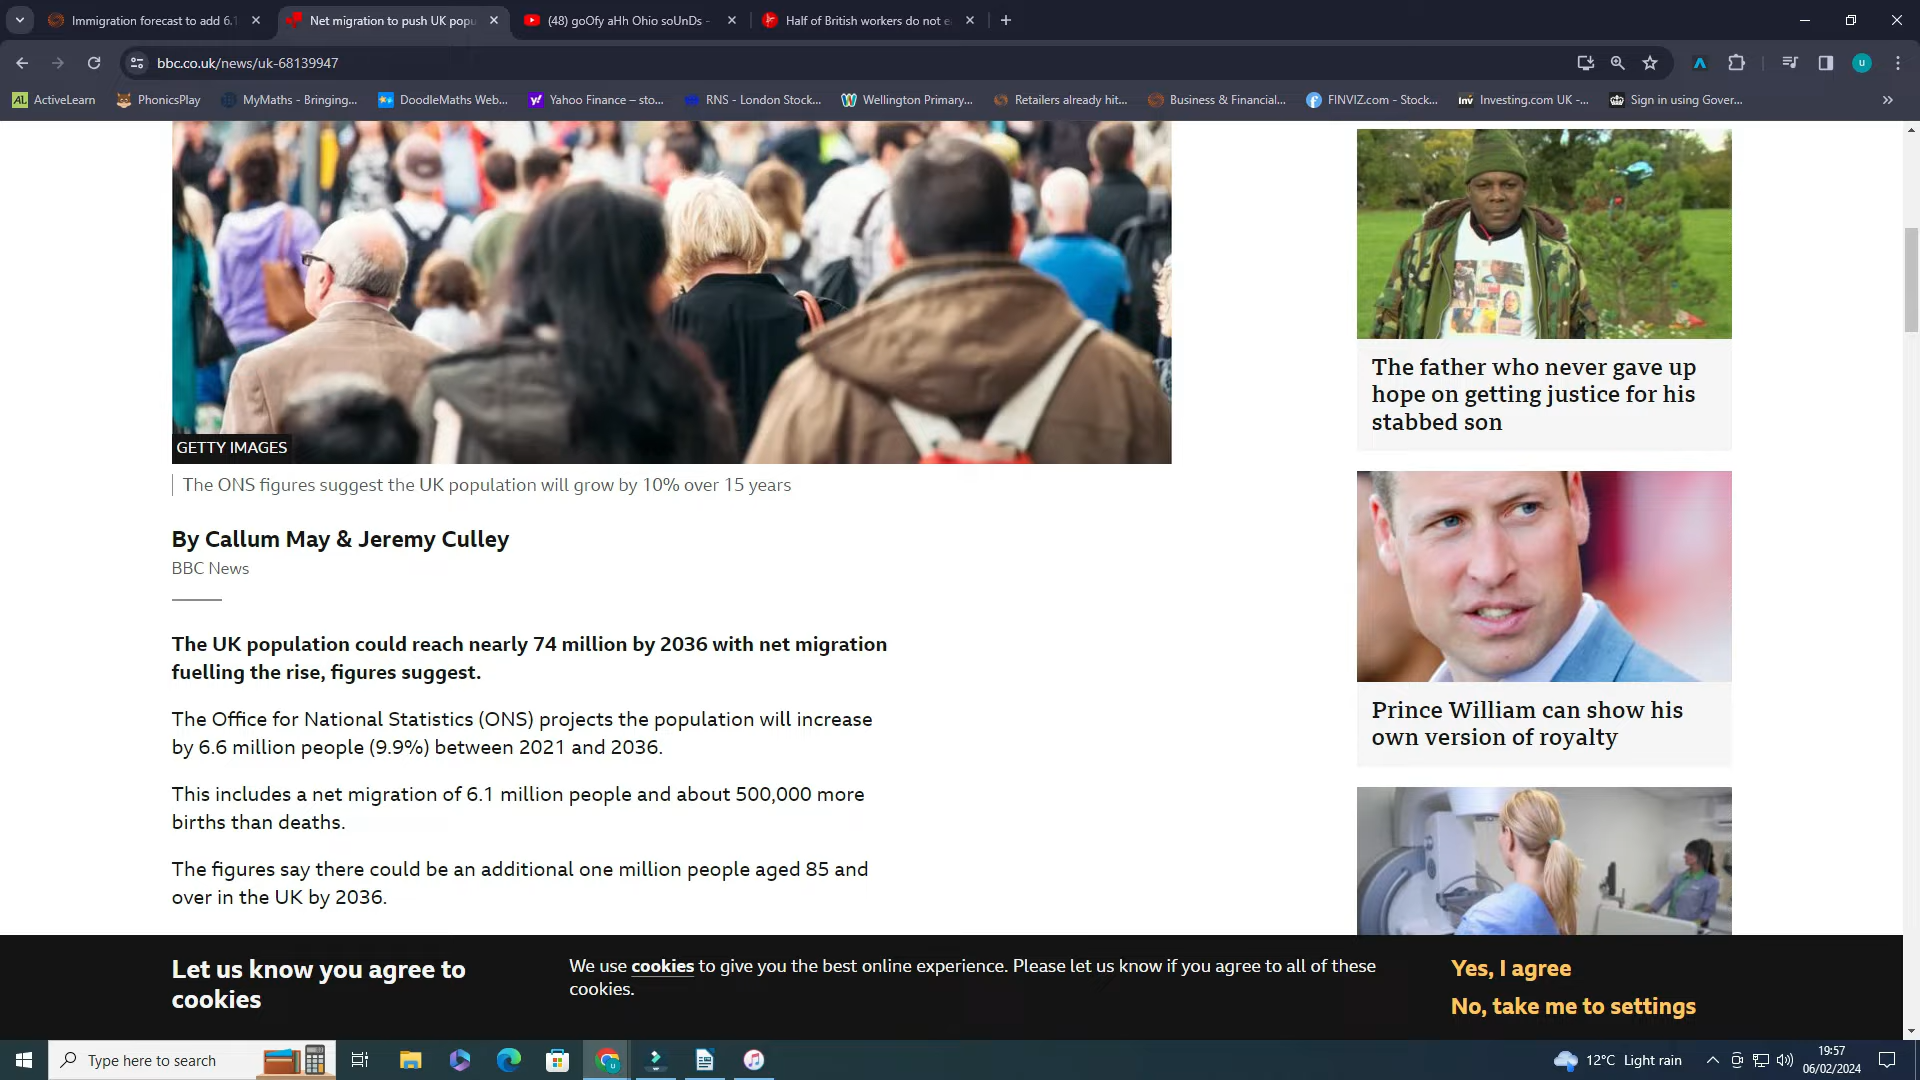 Immigration forecast to add 6.1
Net migration to push UK popu
(48) goOfy aHh Ohio soUnDs -
Half of British workers do not e
bbc.co.uk/news/uk-68139947
ActiveLearn
PhonicsPlay
MyMaths - Bringing...
DoodleMaths Web...
Yahoo Finance – sto...
RNS - London Stock...
Wellington Primary...
Retailers already hit...
Business & Financial...
FINVIZ.com - Stock...
Investing.com UK -...
Sign in using Gover...
GETTY IMAGES
The ONS figures suggest the UK population will grow by 10% over 15 years
By Callum May & Jeremy Culley
BBC News
The UK population could reach nearly 74 million by 2036 with net migration
fuelling the rise, figures suggest.
The Office for National Statistics (ONS) projects the population will increase
by 6.6 million people (9.9%) between 2021 and 2036.
This includes a net migration of 6.1 million people and about 500,000 more
births than deaths.
The figures say there could be an additional one million people aged 85 and
over in the UK by 2036.
The father who never gave up
hope on getting justice for his
stabbed son
Prince William can show his
own version of royalty
Let us know you agree to
cookies
We use cookies to give you the best online experience. Please let us know if you agree to all of these
cookies.
Yes, I agree
No, take me to settings
Type here to search
12°C Light rain
19:57
06/02/2024